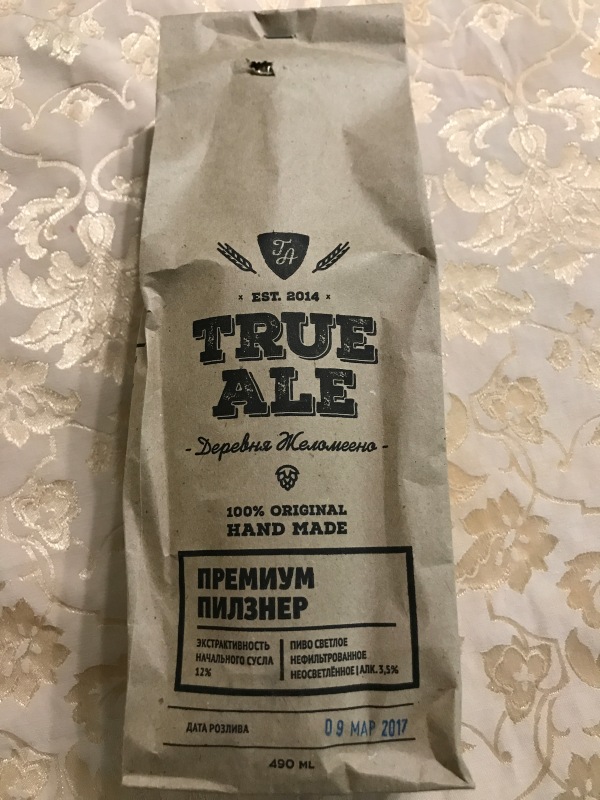 TA
EST. 2014
TRUE
ALE
- Деревня Желомеено -
100% ORIGINAL
HAND MADE
ПРЕМИУМ
ПИЛЗНЕР
ЭКСТРАКТИВНОСТЬ
НАЧАЛЬНОГО СУСЛА
12%
ПИВО СВЕТЛОЕ
НЕФИЛЬТРОВАННОЕ
НЕОСВЕТЛЁННОЕ | АЛК. 3,5%
ДАТА РОЗЛИВА
09 МАР 2017
490 ML